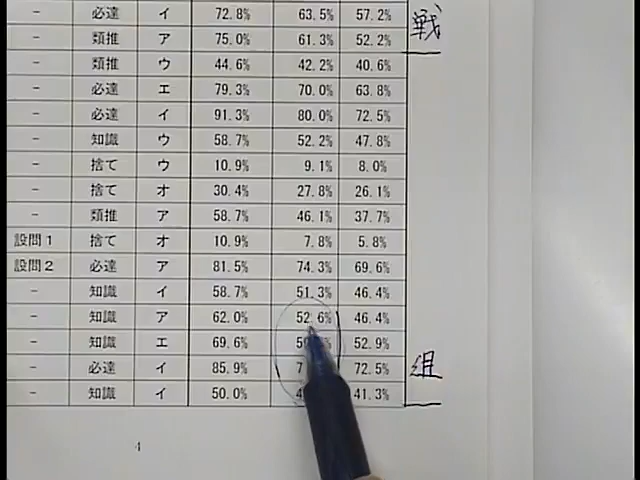 － 必達 イ 72.8% 63.5% 57.2%
－ 類推 ア 75.0% 61.3% 52.2%
－ 類推 ウ 44.6% 42.2% 40.6%
－ 必達 エ 79.3% 70.0% 63.8%
－ 必達 イ 91.3% 80.0% 72.5%
－ 知識 ウ 58.7% 52.2% 47.8%
－ 捨て ウ 10.9% 9.1% 8.0%
－ 捨て オ 30.4% 27.8% 26.1%
－ 類推 ア 58.7% 46.1% 37.7%
設問1 捨て オ 10.9% 7.8% 5.8%
設問2 必達 ア 81.5% 74.3% 69.6%
－ 知識 イ 58.7% 51.3% 46.4%
－ 知識 ア 62.0% 52.6% 46.4%
－ 知識 エ 69.6% 52.9%
－ 必達 イ 85.9% 72.5%
－ 知識 イ 50.0% 41.3%
戦
組
4